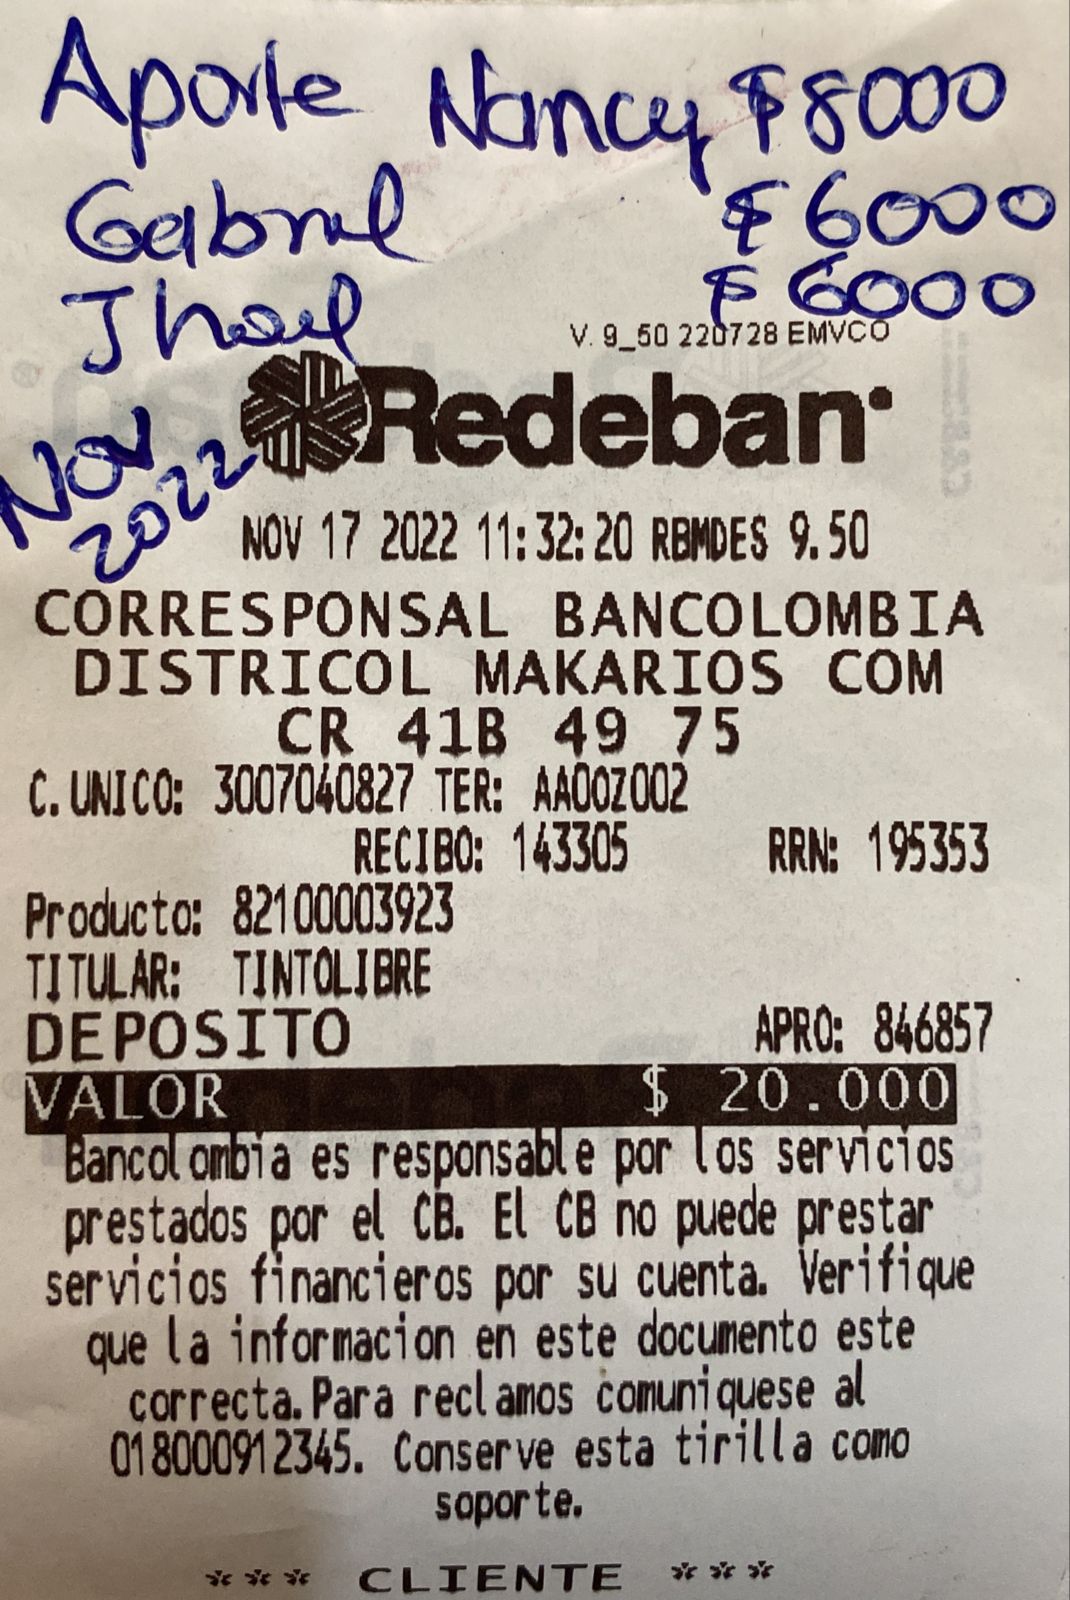 Aporte Nancy $8000
Gabriel $6000
Jhoel $6000
Nov
2022
V. 9_50 220728 EMVCO
Redeban
NOV 17 2022 11:32:20 RBMDES 9.50
CORRESPONSAL BANCOLOMBIA
DISTRICOL MAKARIOS COM
CR 41B 49 75
C.UNICO: 3007040827 TER: AA00Z002
RECIBO: 143305 RRN: 195353
Producto: 82100003923
TITULAR: TINTOLIBRE
DEPOSITO APRO: 846857
VALOR $ 20.000
Bancolombia es responsable por los servicios
prestados por el CB. El CB no puede prestar
servicios financieros por su cuenta. Verifique
que la informacion en este documento este
correcta.Para reclamos comuniquese al
018000912345. Conserve esta tirilla como
soporte.
*** CLIENTE ***